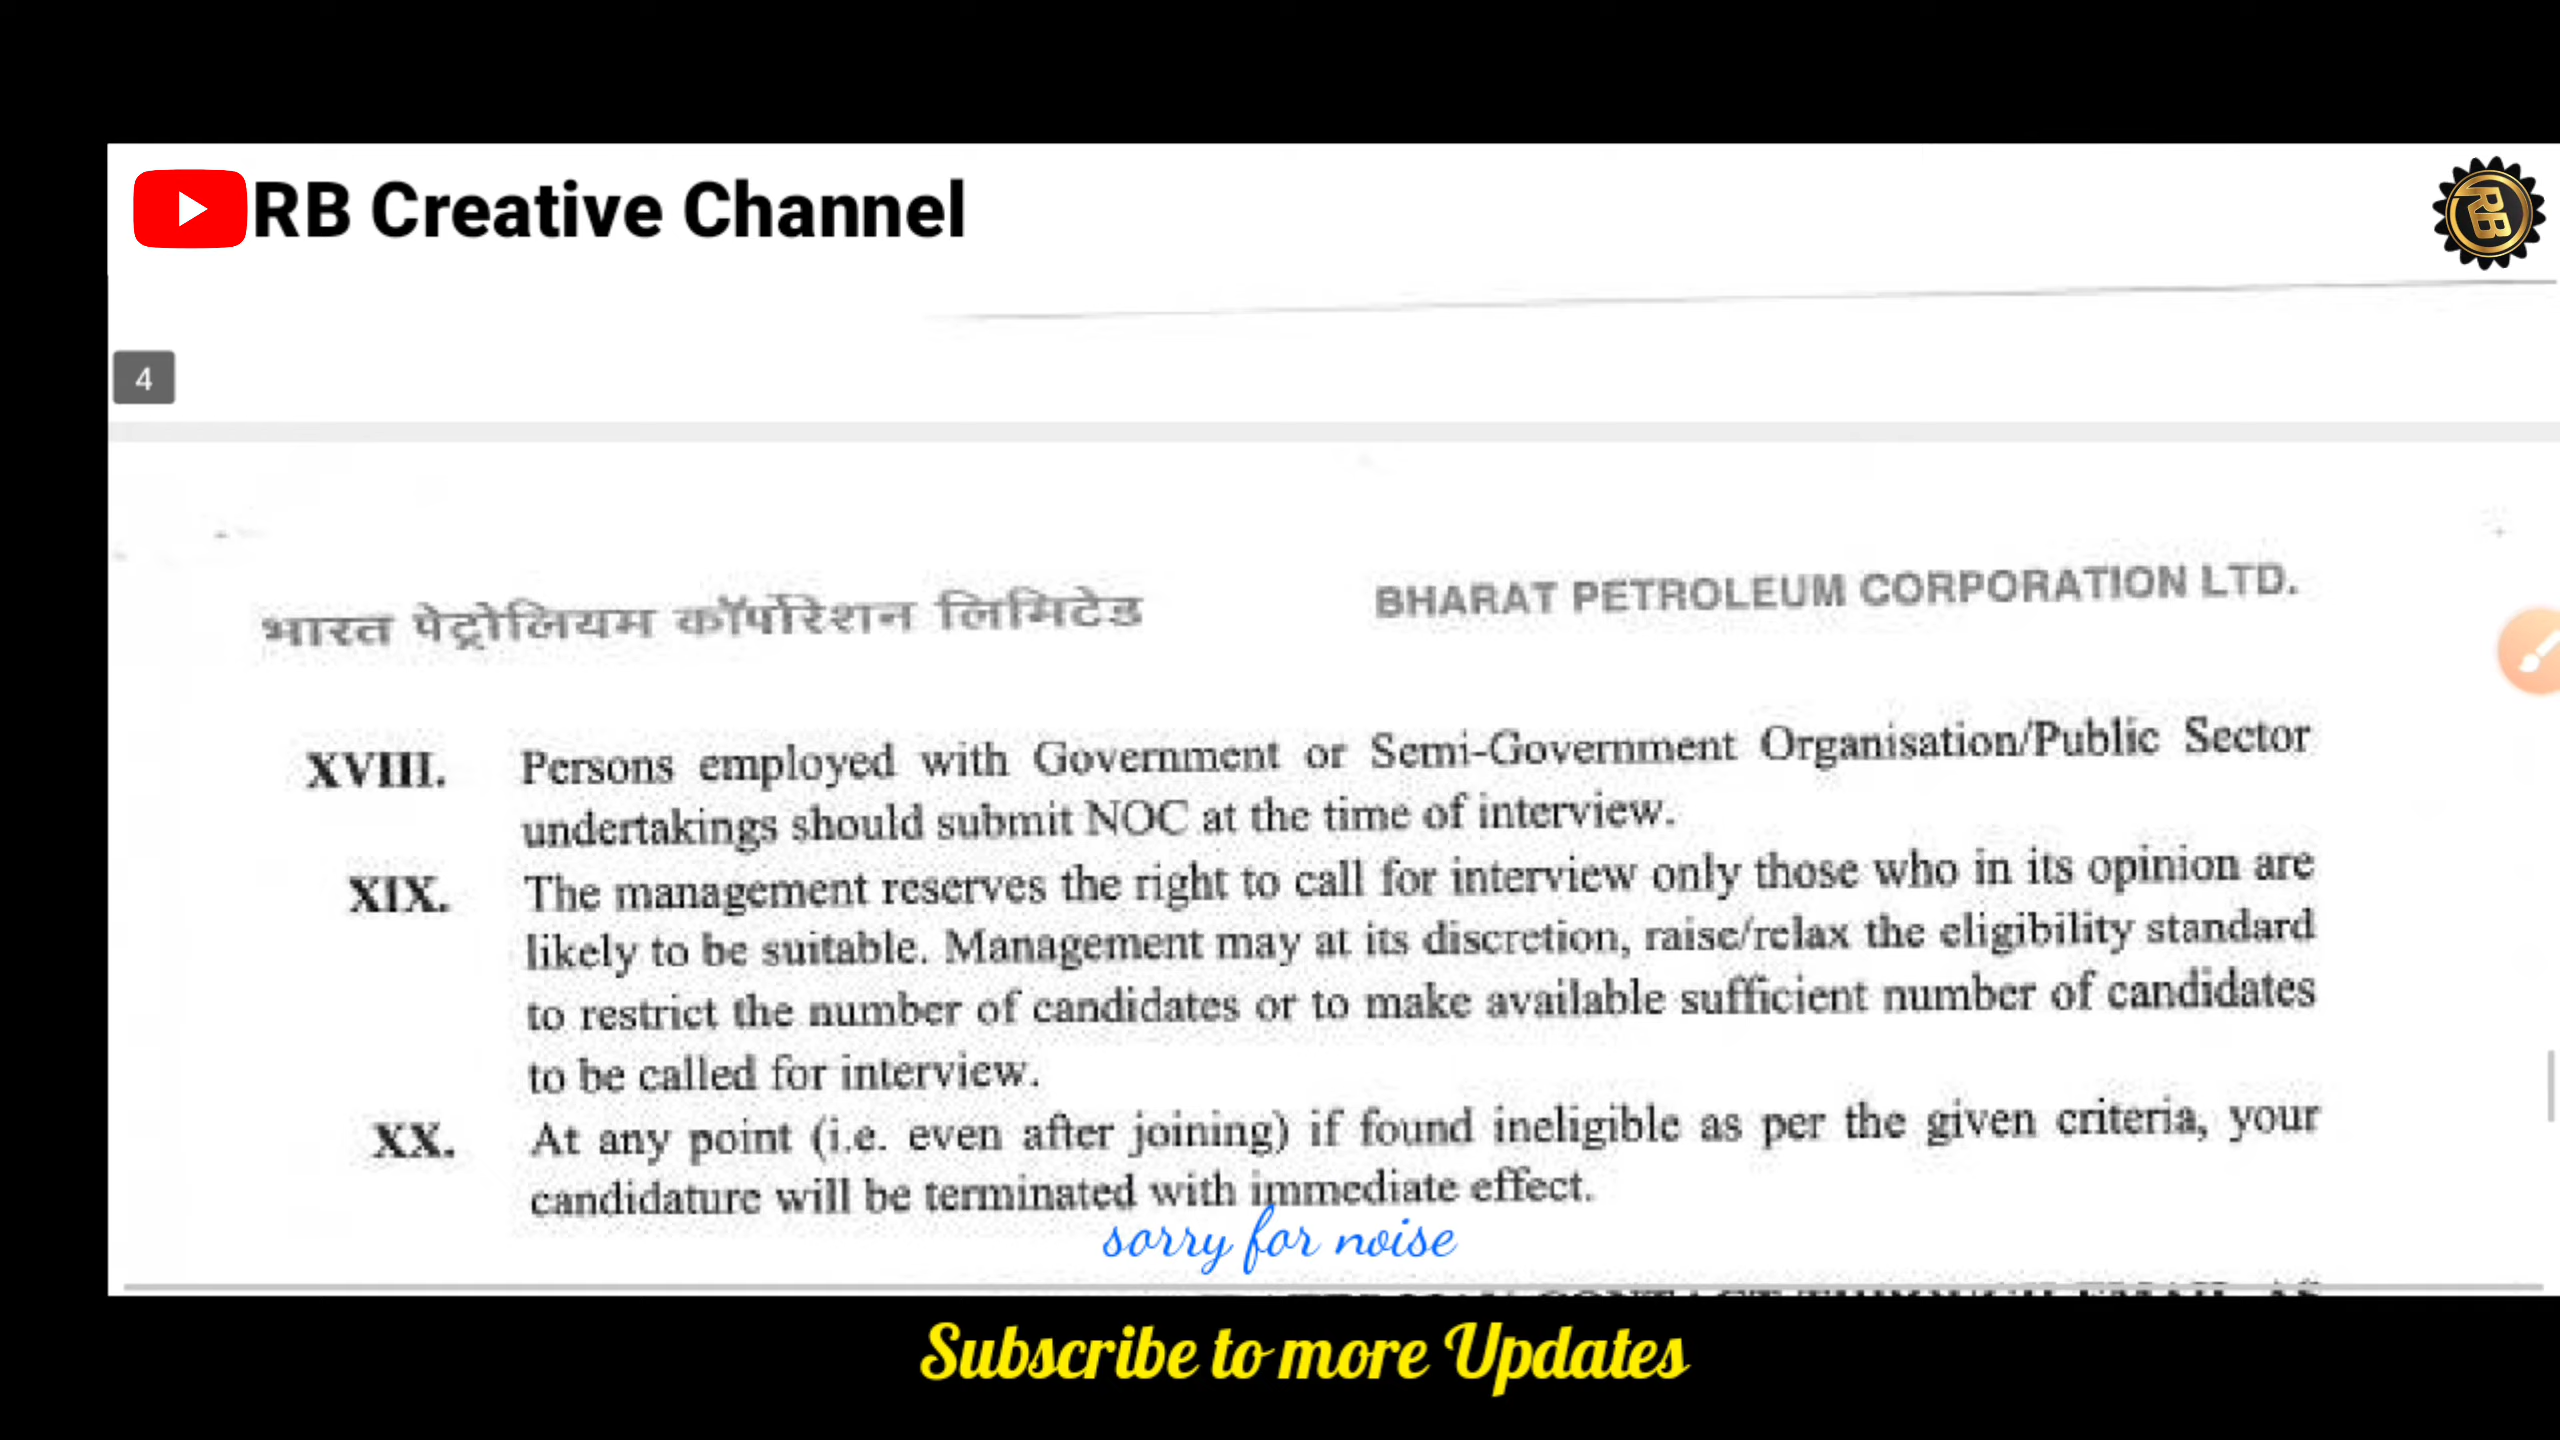 RB Creative Channel
RB
4
भारत पेट्रोलियम कॉर्पोरेशन लिमिटेड
BHARAT PETROLEUM CORPORATION LTD.
XVIII. Persons employed with Government or Semi-Government Organisation/Public Sector
undertakings should submit NOC at the time of interview.
XIX. The management reserves the right to call for interview only those who in its opinion are
likely to be suitable. Management may at its discretion, raise/relax the eligibility standard
to restrict the number of candidates or to make available sufficient number of candidates
to be called for interview.
XX. At any point (i.e. even after joining) if found ineligible as per the given criteria, your
candidature will be terminated with immediate effect.
sorry for noise
Subscribe to more Updates